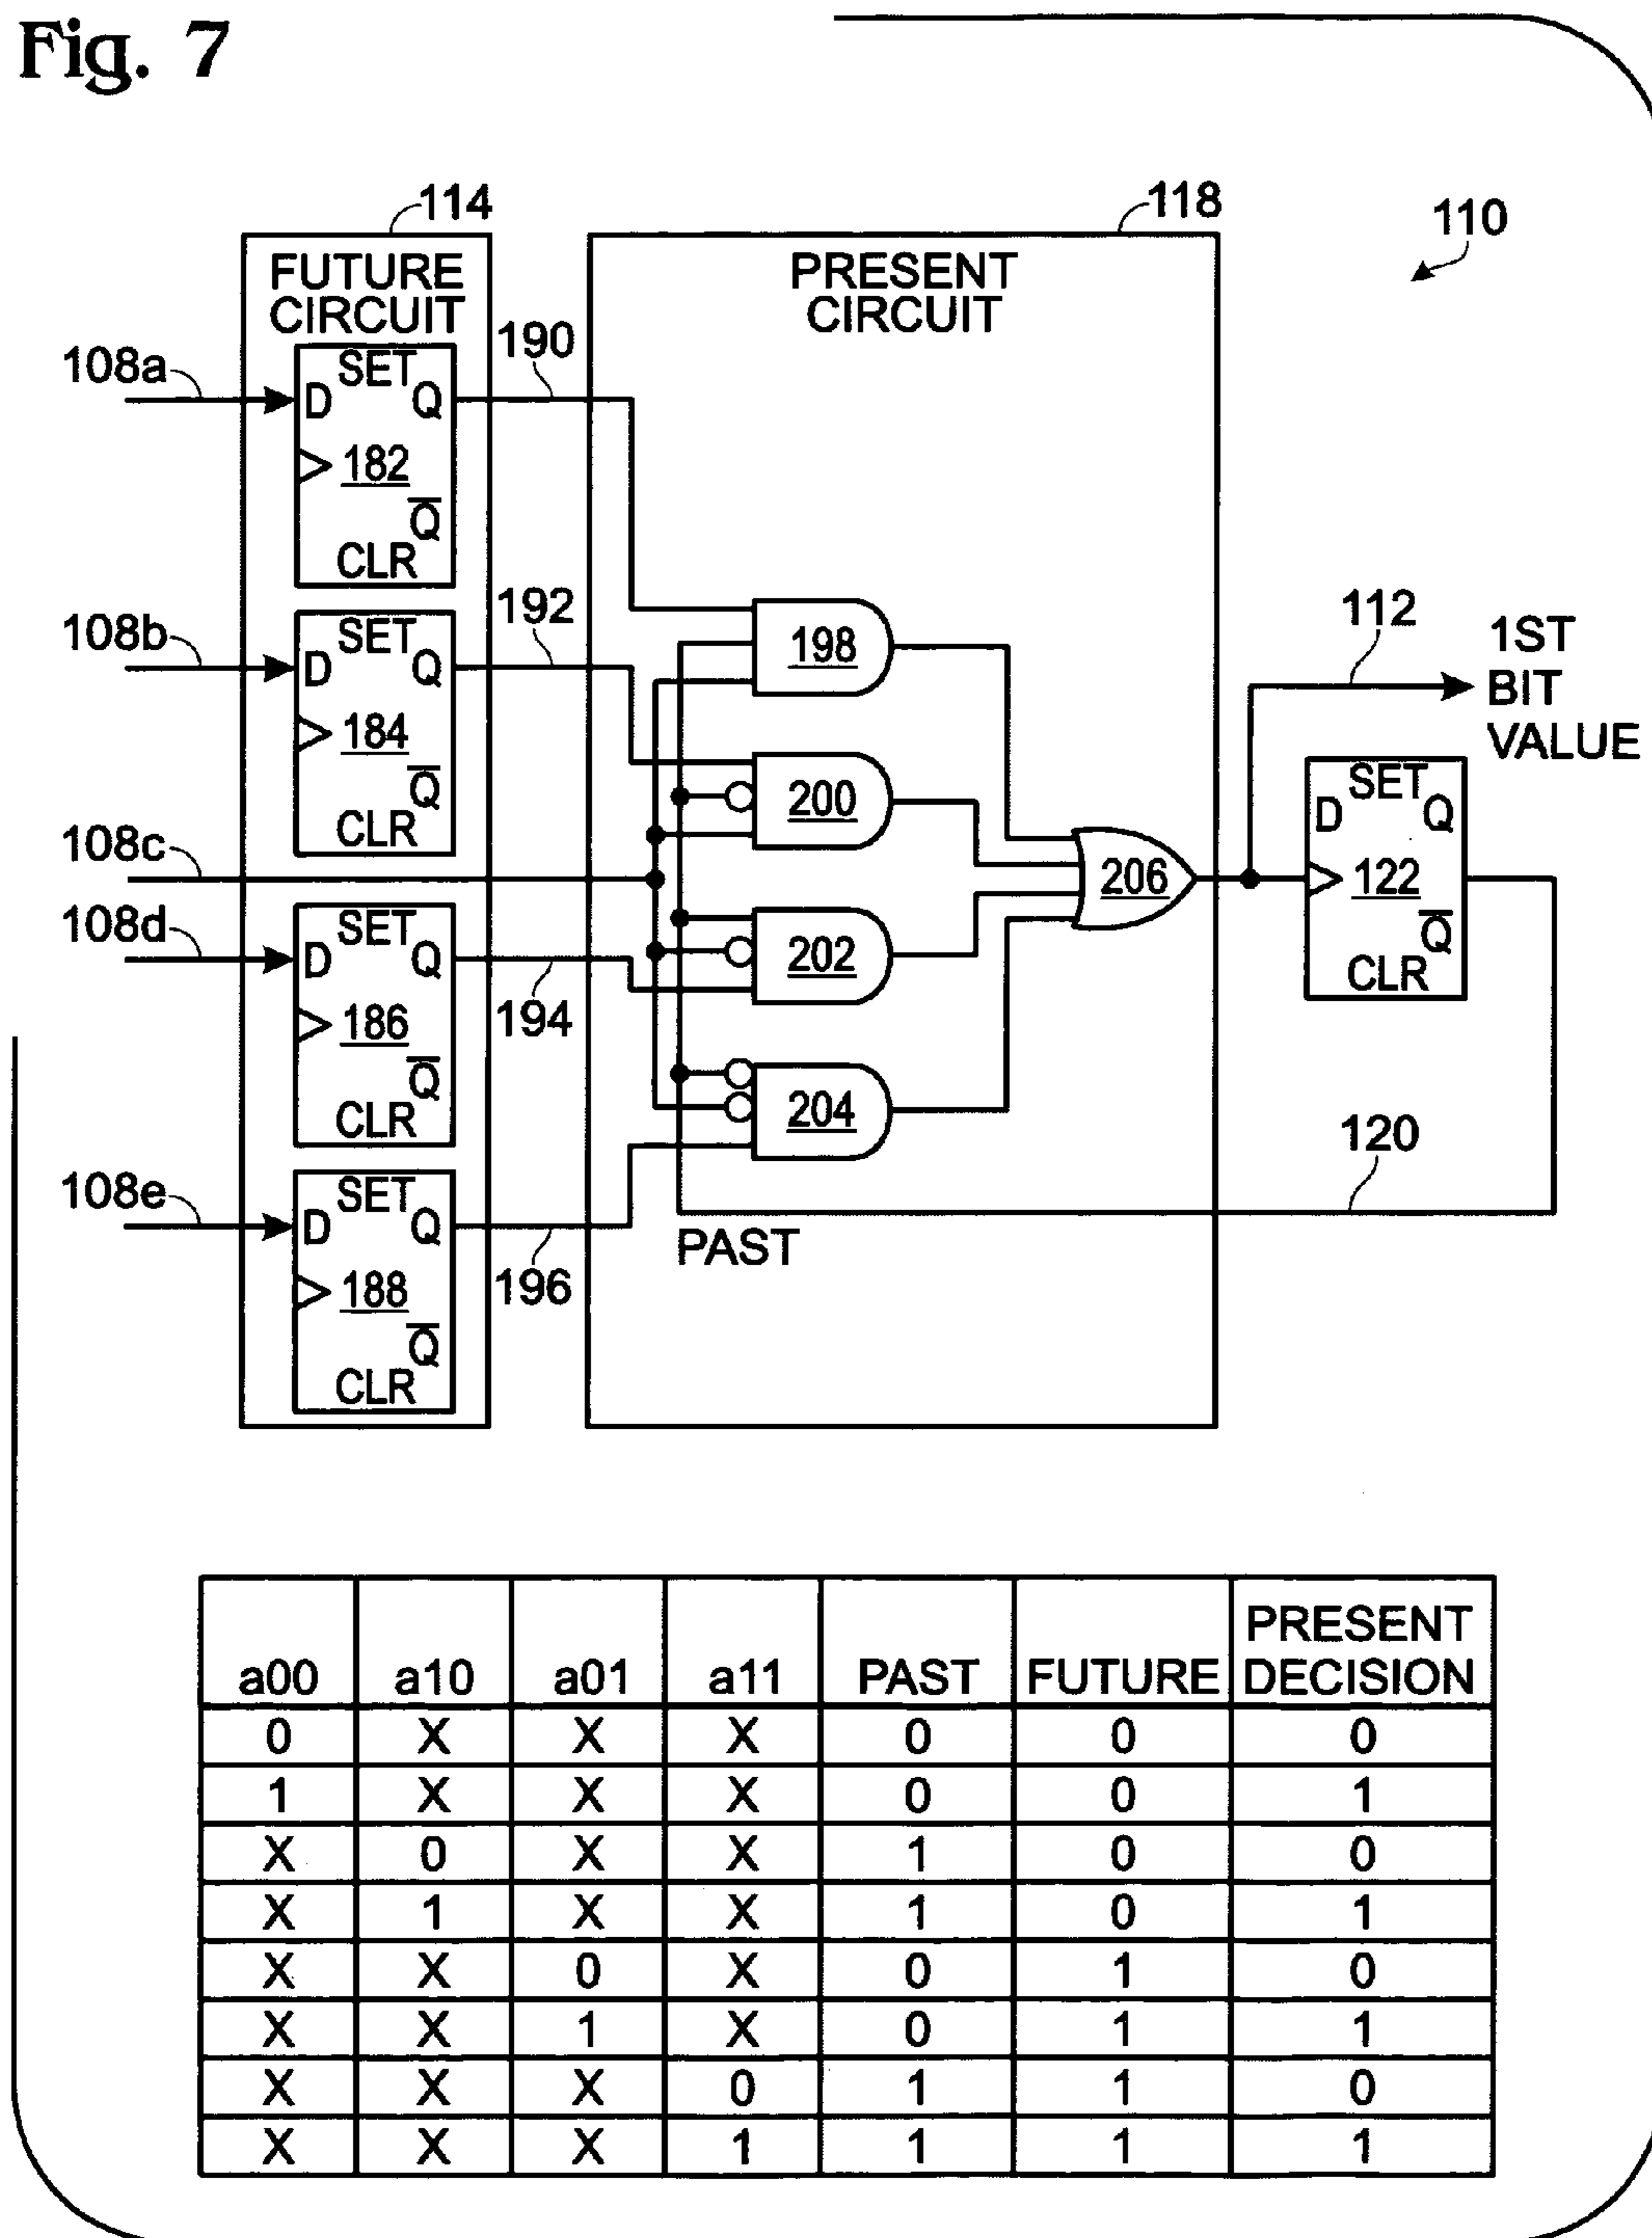 Fig. 7
114
118
110
FUTURE
CIRCUIT
PRESENT
CIRCUIT
108a
SET
D
Q
182
Q̅
CLR
190
108b
SET
D
Q
184
Q̅
CLR
192
108c
108d
SET
D
Q
186
Q̅
CLR
194
108e
SET
D
Q
188
Q̅
CLR
196
198
200
202
204
206
PAST
112
1ST
BIT
VALUE
SET
D
Q
122
Q̅
CLR
120
a00 a10 a01 a11 PAST FUTURE PRESENT DECISION
0 X X X 0 0 0
1 X X X 0 0 1
X 0 X X 1 0 0
X 1 X X 1 0 1
X X 0 X 0 1 0
X X 1 X 0 1 1
X X X 0 1 1 0
X X X 1 1 1 1